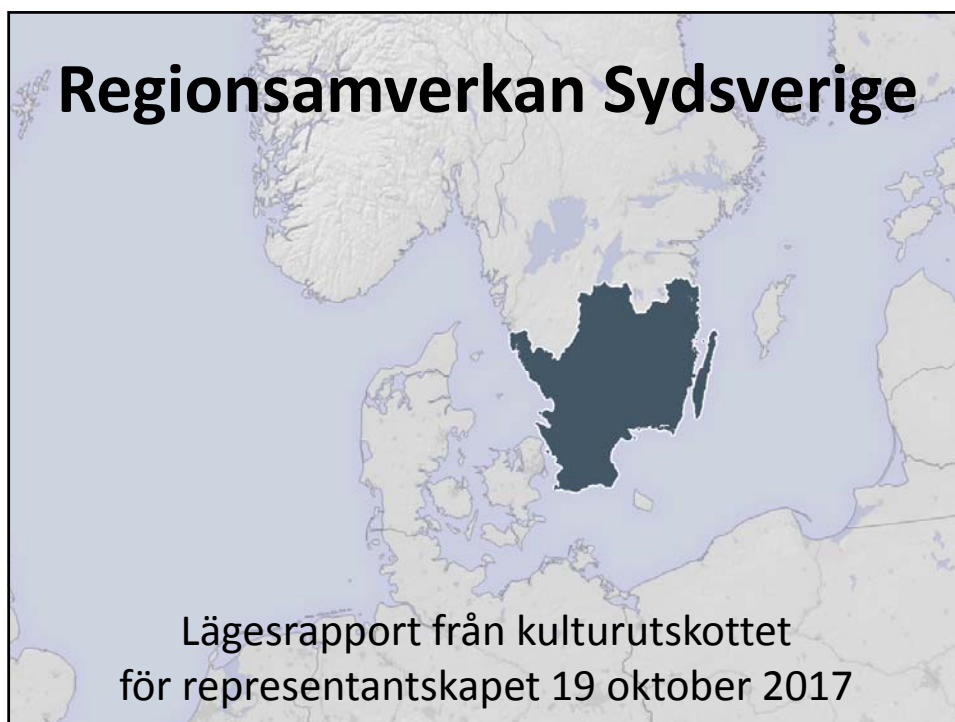 Regionsamverkan Sydsverige
Lägesrapport från kulturutskottet
för representantskapet 19 oktober 2017